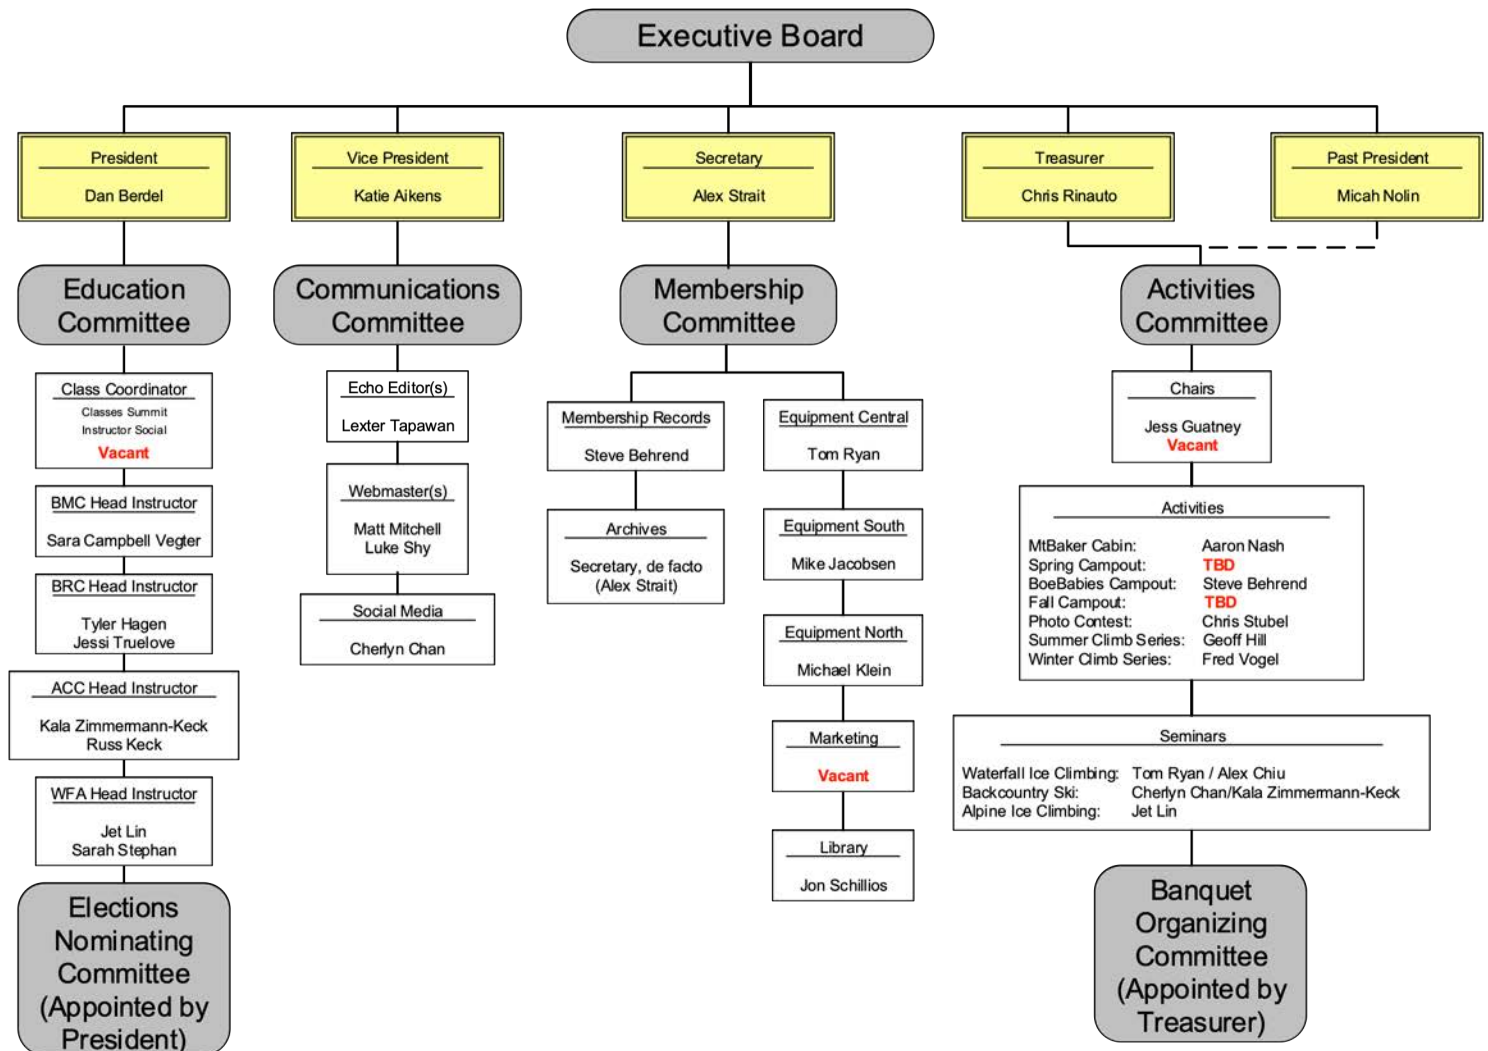 Executive Board
President
Dan Berdel
Vice President
Katie Aikens
Secretary
Alex Strait
Treasurer
Chris Rinauto
Past President
Micah Nolin
Education
Committee
Class Coordinator
Classes Summit
Instructor Social
Vacant
BMC Head Instructor
Sara Campbell Vegter
BRC Head Instructor
Tyler Hagen
Jessi Truelove
ACC Head Instructor
Kala Zimmermann-Keck
Russ Keck
WFA Head Instructor
Jet Lin
Sarah Stephan
Elections
Nominating
Committee
(Appointed by
President)
Communications
Committee
Echo Editor(s)
Lexter Tapawan
Webmaster(s)
Matt Mitchell
Luke Shy
Social Media
Cherlyn Chan
Membership
Committee
Membership Records
Steve Behrend
Archives
Secretary, de facto
(Alex Strait)
Equipment Central
Tom Ryan
Equipment South
Mike Jacobsen
Equipment North
Michael Klein
Marketing
Vacant
Library
Jon Schillios
Activities
Committee
Chairs
Jess Guatney
Vacant
Activities
MtBaker Cabin: Aaron Nash
Spring Campout: TBD
BoeBabies Campout: Steve Behrend
Fall Campout: TBD
Photo Contest: Chris Stubel
Summer Climb Series: Geoff Hill
Winter Climb Series: Fred Vogel
Seminars
Waterfall Ice Climbing: Tom Ryan / Alex Chiu
Backcountry Ski: Cherlyn Chan/Kala Zimmermann-Keck
Alpine Ice Climbing: Jet Lin
Banquet
Organizing
Committee
(Appointed by
Treasurer)